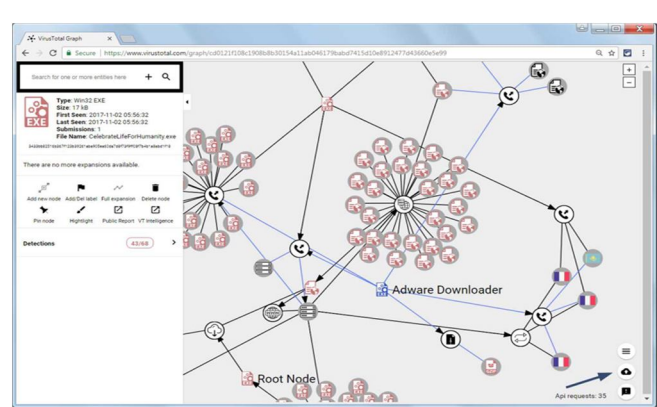 VirusTotal Graph
Secure | https://www.virustotal.com/graph/cd0121f108c1908b8b30154a11ab046179babd7415d10e8912477d43660e5e99
Search for one or more entities here
Type: Win32 EXE
Size: 17 kB
First Seen: 2017-11-02 05:56:32
Last Seen: 2017-11-02 05:56:32
Submissions: 1
File Name: CelebrateLifeForHumanity.exe
EXE
There are no more expansions available.
Add new node Add/Del label Full expansion Delete node
Pin node Highlight Public Report VT Intelligence
Detections 43/68
Adware Downloader
Root Node
Api requests: 35